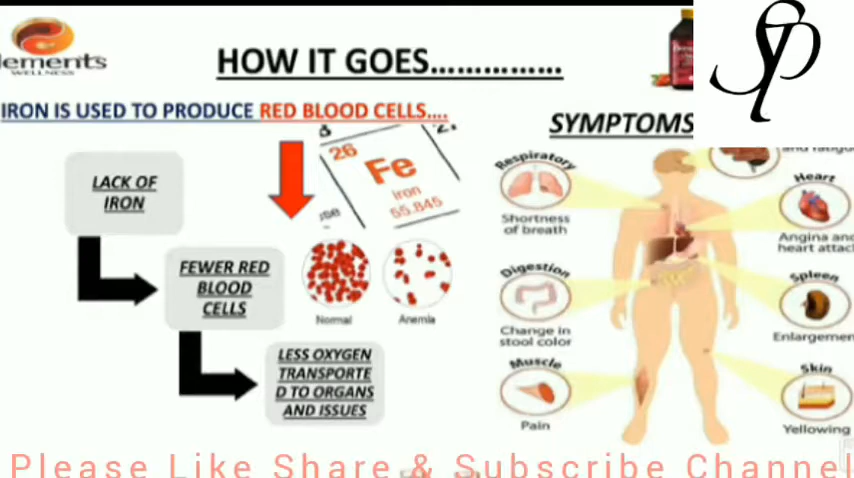 lements
WELLNESS
HOW IT GOES……………
IRON IS USED TO PRODUCE RED BLOOD CELLS….
26
Fe
iron
55.845
LACK OF
IRON
FEWER RED
BLOOD
CELLS
Normal
Anemia
LESS OXYGEN
TRANSPORTE
D TO ORGANS
AND ISSUES
SYMPTOMS
Respiratory
Shortness
of breath
Digestion
Change in
stool color
Muscle
Pain
Heart
Angina and
heart attac
Spleen
Enlargemen
Skin
Yellowing
Please Like Share & Subscribe Channel